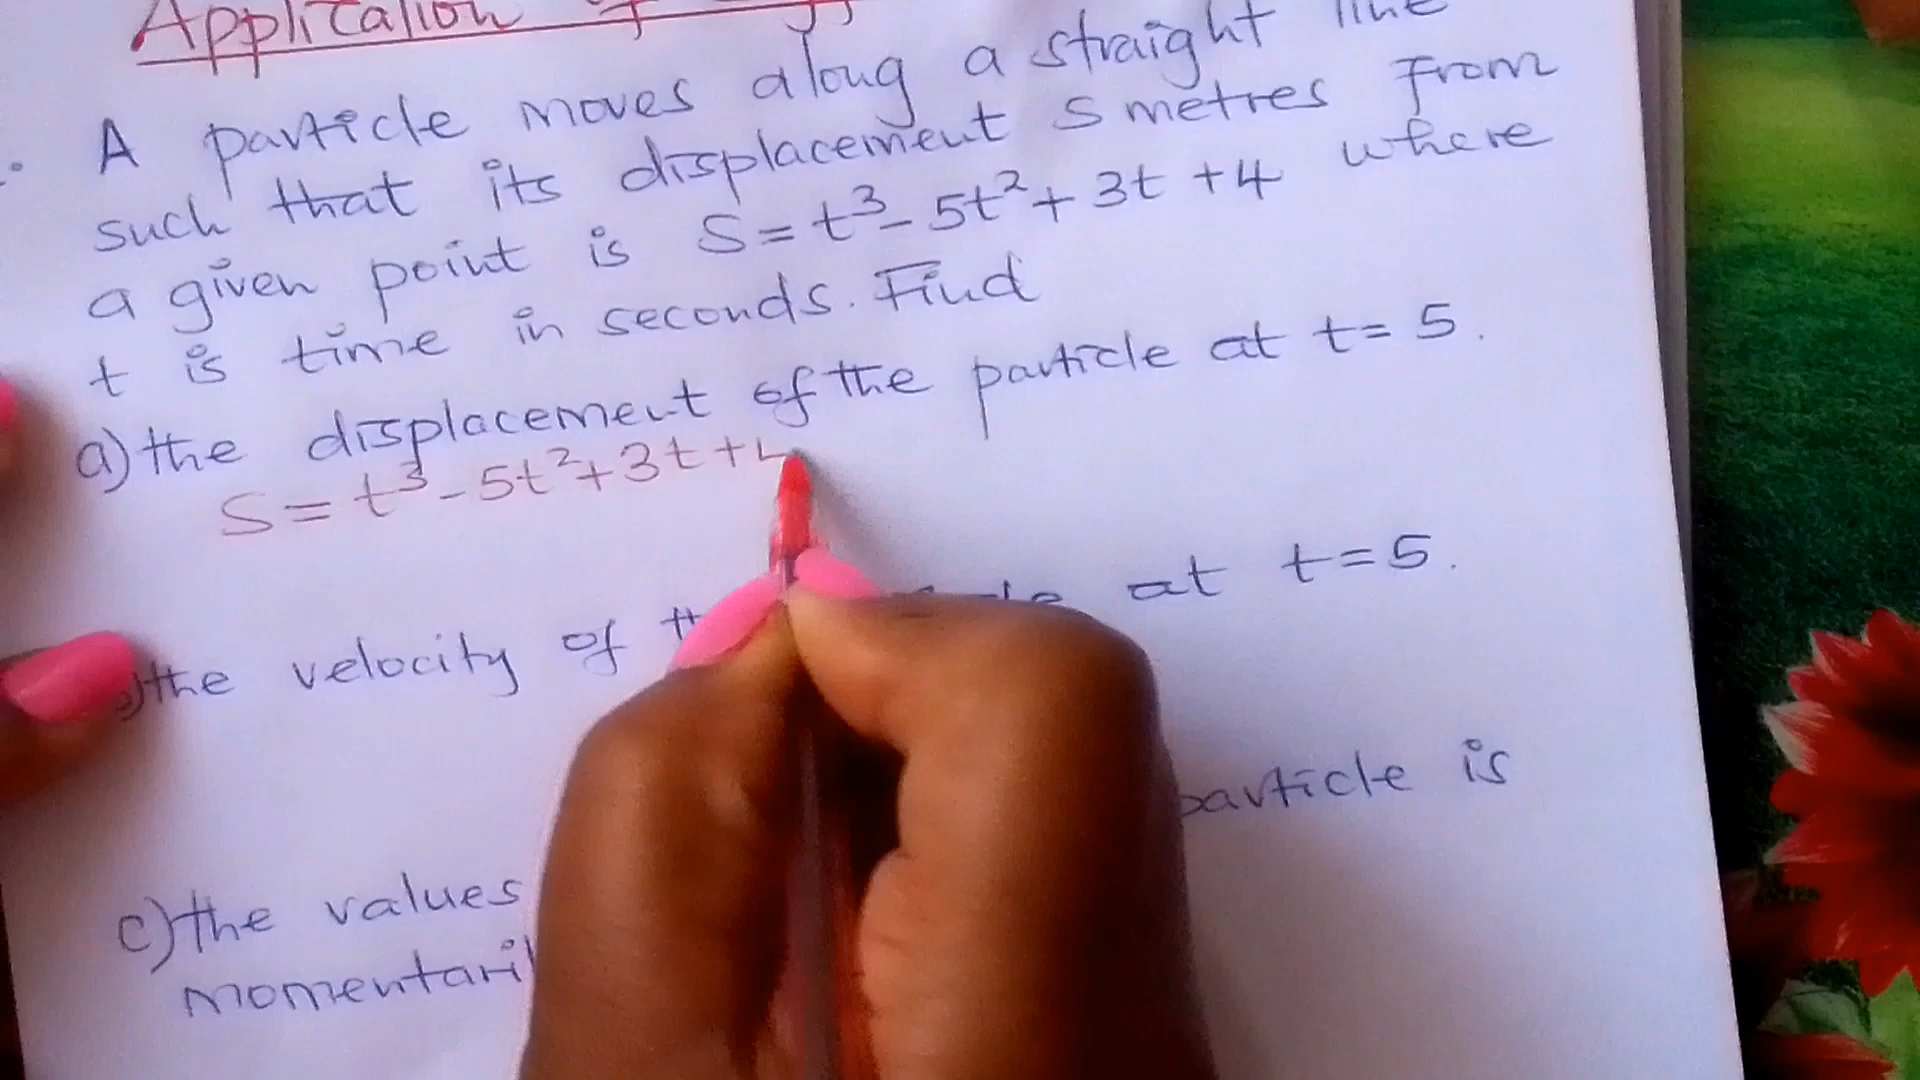 Application of
A particle moves along a straight line
such that its displacement S metres from
a given point is S = t³ - 5t² + 3t + 4 where
t is time in seconds. Find
a) the displacement of the particle at t = 5.
S = t³ - 5t² + 3t + 4
the velocity of at t = 5.
particle is
c) the values